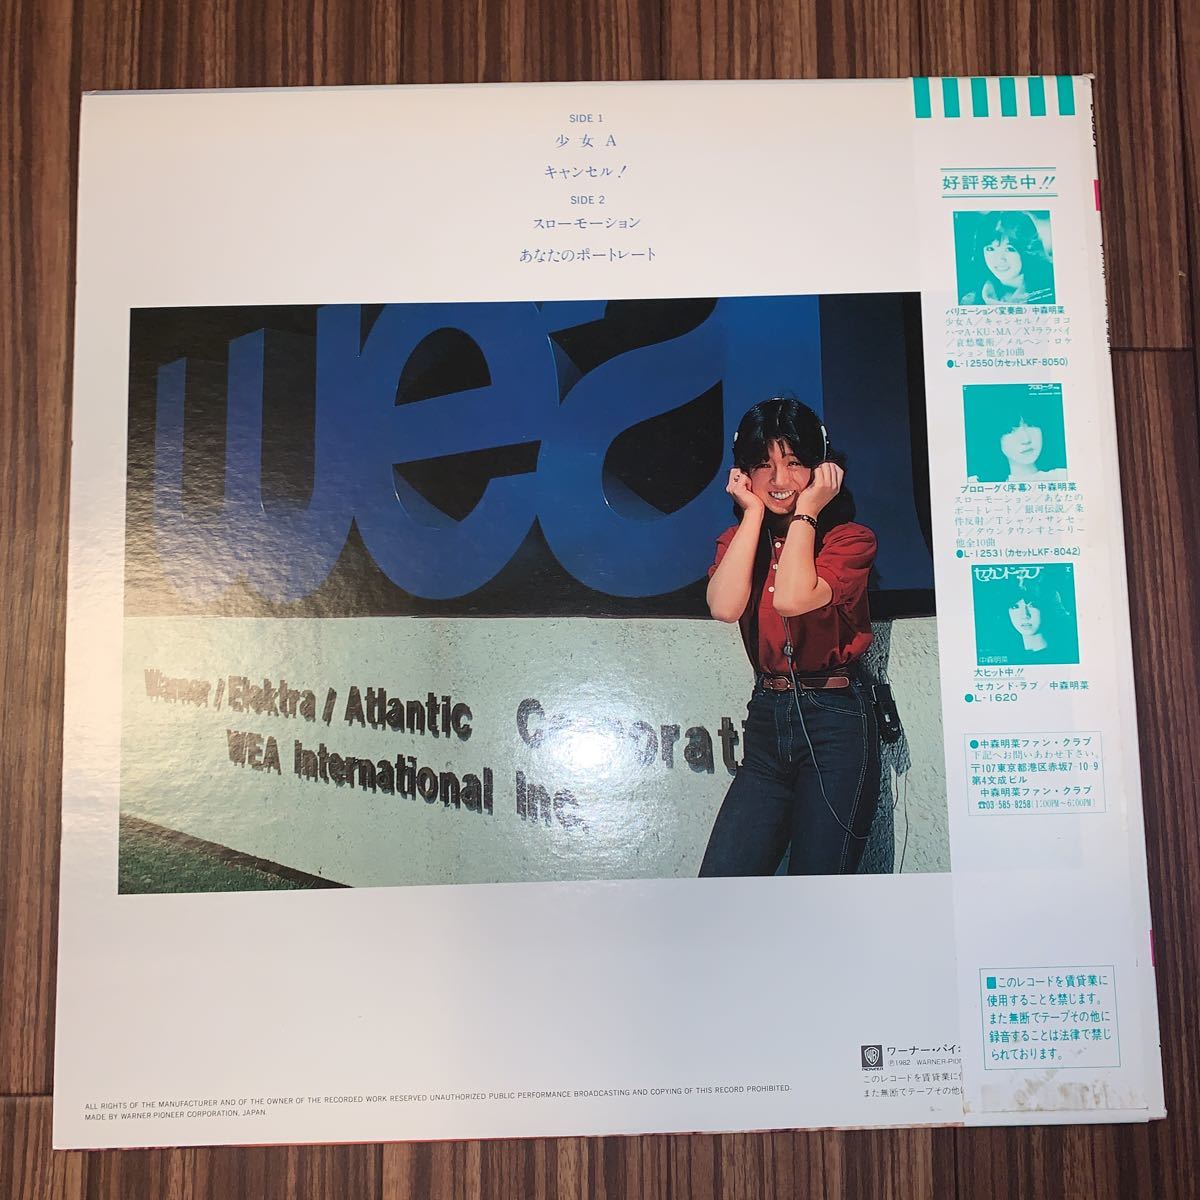 SIDE 1
少女A
キャンセル!
SIDE 2
スローモーション
あなたのポートレート
wea
Warner / Elektra / Atlantic
WEA International Inc.
ALL RIGHTS OF THE MANUFACTURER AND OF THE OWNER OF THE RECORDED WORK RESERVED UNAUTHORIZED PUBLIC PERFORMANCE BROADCASTING AND COPYING OF THIS RECORD PROHIBITED.
MADE BY WARNER-PIONEER CORPORATION, JAPAN.
ワーナー・パイオ
℗1982 WARNER-PION
このレコードを賃貸業に使
また無断でテープその他に
好評発売中!!
バリエーション〈変奏曲〉/中森明菜
少女A/キャンセル!/ヨコ
ハマA・KU・MA/X³ララバイ
/哀愁魔術/メルヘン・ロケ
ーション他全10曲
●L-12550(カセットLKF-8050)
プロローグ〈序幕〉/中森明菜
スローモーション/あなたの
ポートレート/銀河伝説/条
件反射/Tシャツ・サンセッ
ト/ダウンタウンすと〜り〜
他全10曲
●L-12531(カセットLKF-8042)
セカンド・ラブ
中森明菜
大ヒット中!!
セカンド・ラブ/中森明菜
●L-1620
●中森明菜ファン・クラブ
下記へお問いあわせ下さい。
〒107東京都港区赤坂7-10-9
第4文成ビル
中森明菜ファン・クラブ
☎03-585-8258(1:00PM〜6:00PM)
■このレコードを賃貸業に
使用することを禁じます。
また無断でテープその他に
録音することは法律で禁じ
られております。